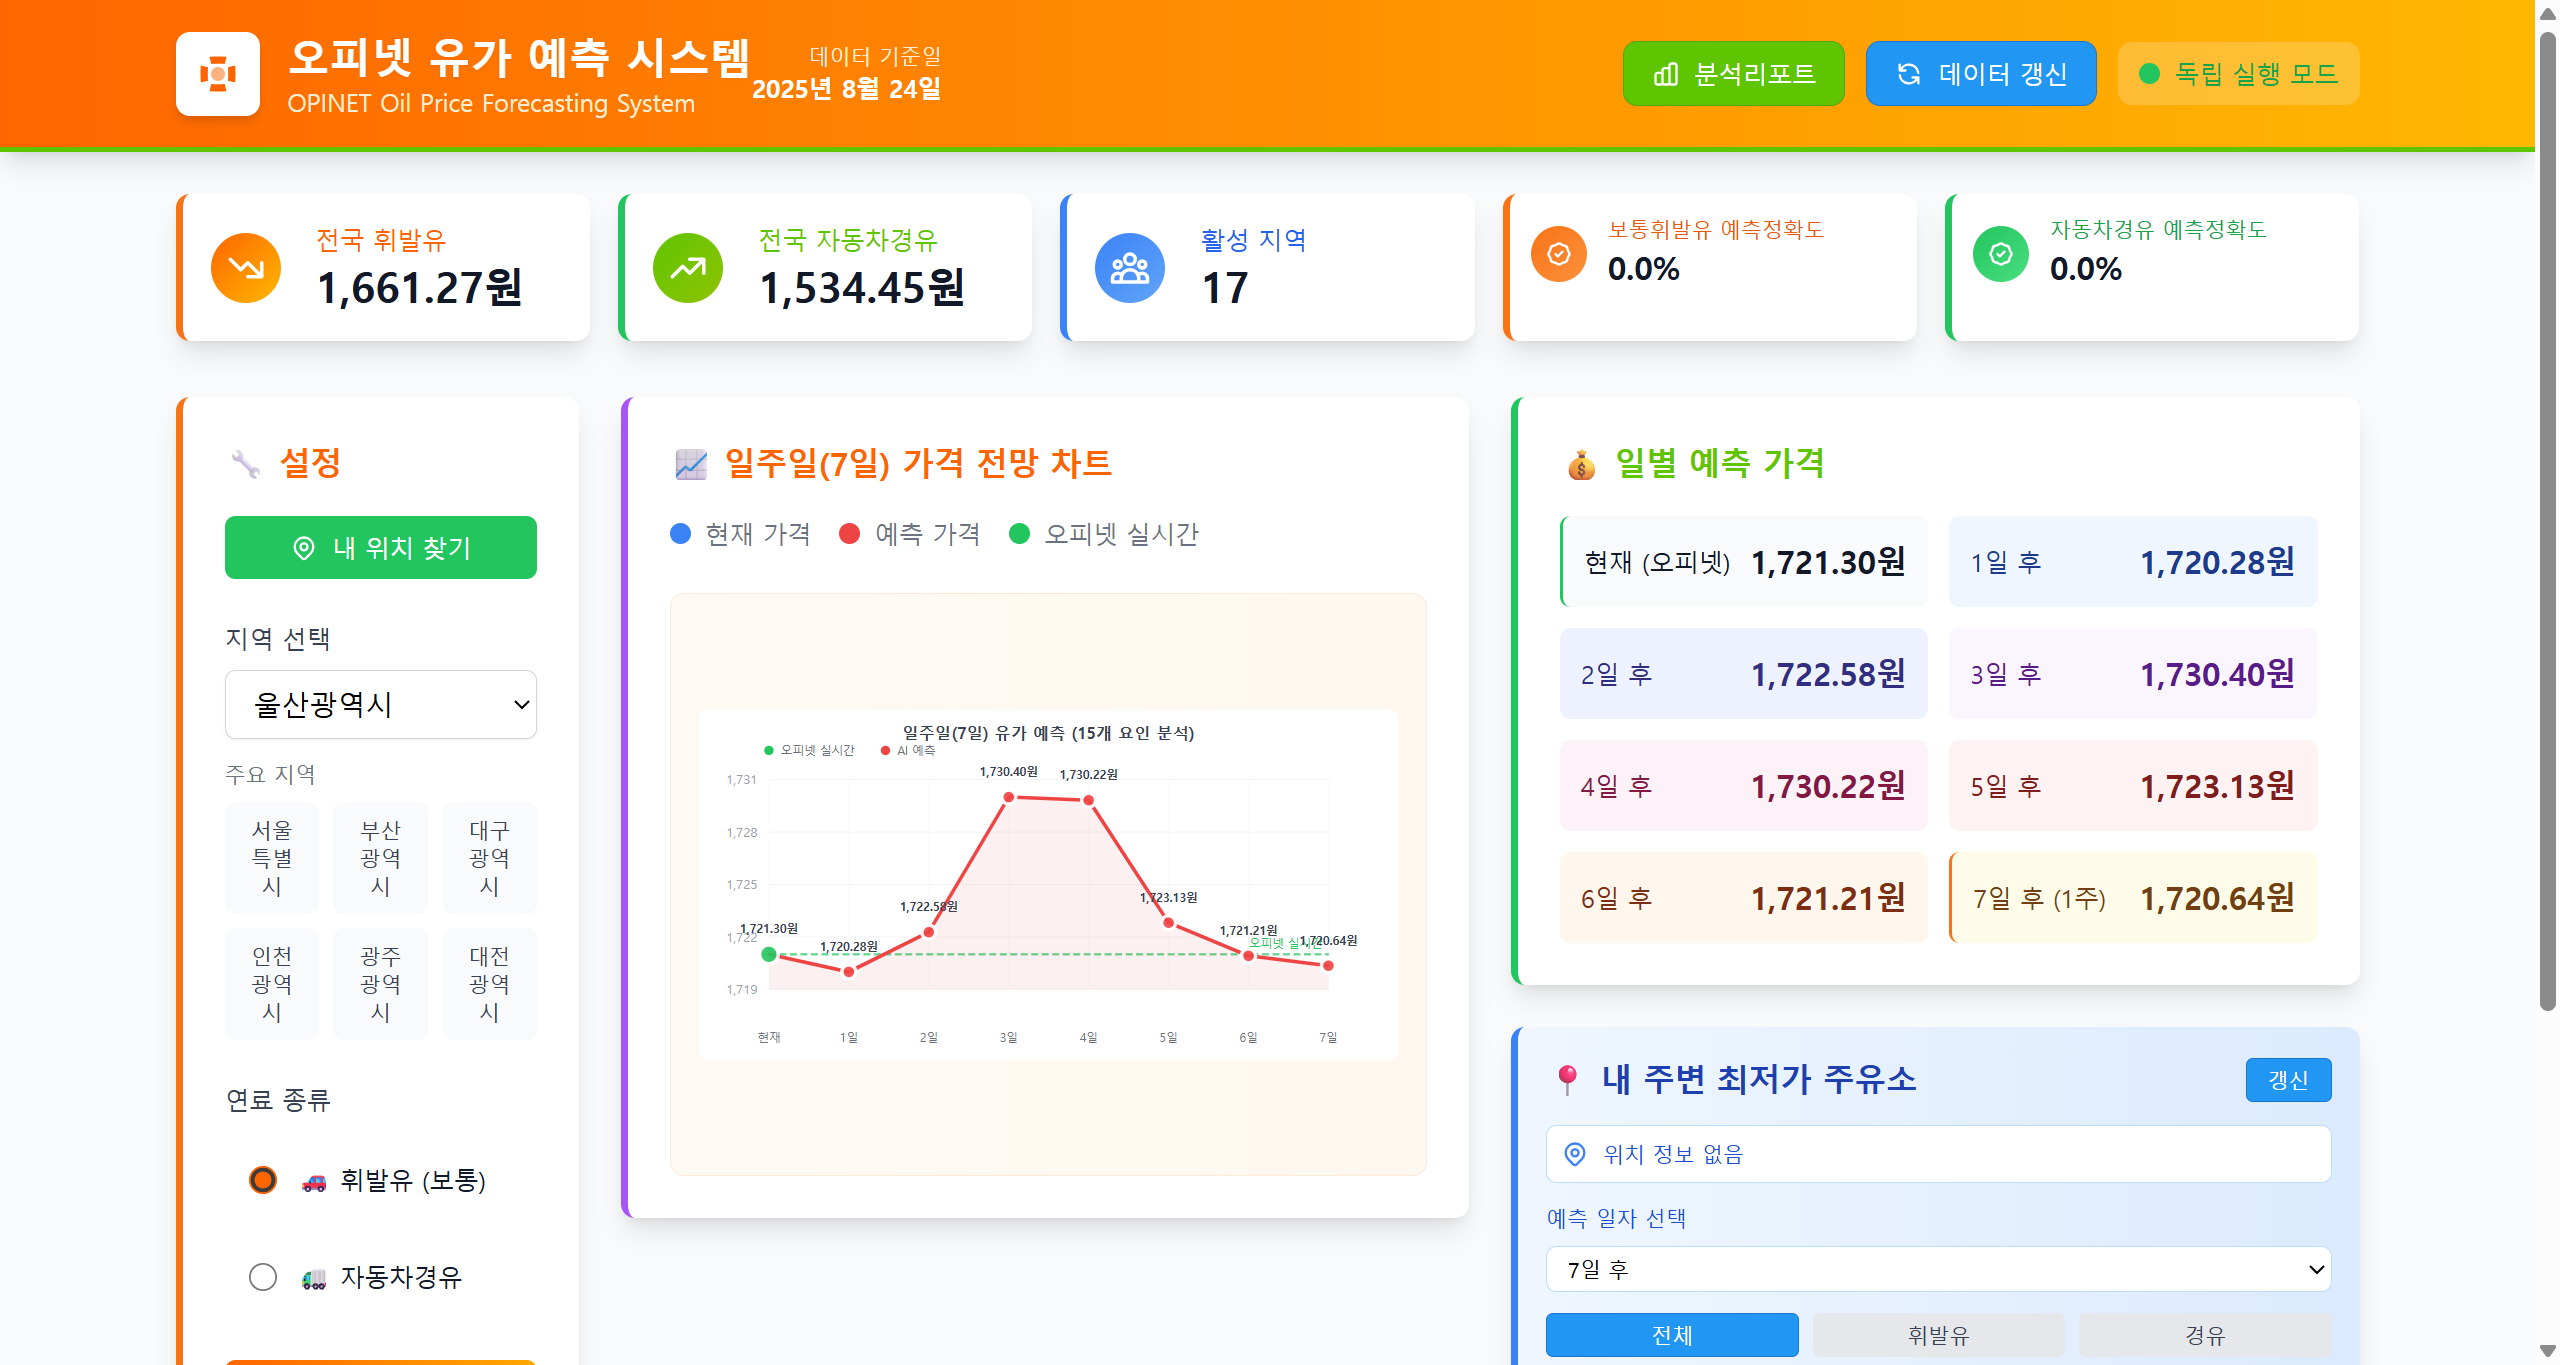 오피넷 유가 예측 시스템
OPINET Oil Price Forecasting System
데이터 기준일
2025년 8월 24일
분석리포트
데이터 갱신
독립 실행 모드
전국 휘발유
1,661.27원
전국 자동차경유
1,534.45원
활성 지역
17
보통휘발유 예측정확도
0.0%
자동차경유 예측정확도
0.0%
설정
내 위치 찾기
지역 선택
울산광역시
주요 지역
서울
특별
시
부산
광역
시
대구
광역
시
인천
광역
시
광주
광역
시
대전
광역
시
연료 종류
휘발유 (보통)
자동차경유
일주일(7일) 가격 전망 차트
현재 가격
예측 가격
오피넷 실시간
일주일(7일) 유가 예측 (15개 요인 분석)
오피넷 실시간
AI 예측
1,731
1,728
1,725
1,722
1,719
1,721.30원
1,720.28원
1,722.58원
1,730.40원
1,730.22원
1,723.13원
1,721.21원
1,720.64원
오피넷 실시간
현재
1일
2일
3일
4일
5일
6일
7일
일별 예측 가격
현재 (오피넷) 1,721.30원
1일 후 1,720.28원
2일 후 1,722.58원
3일 후 1,730.40원
4일 후 1,730.22원
5일 후 1,723.13원
6일 후 1,721.21원
7일 후 (1주) 1,720.64원
내 주변 최저가 주유소
갱신
위치 정보 없음
예측 일자 선택
7일 후
전체
휘발유
경유